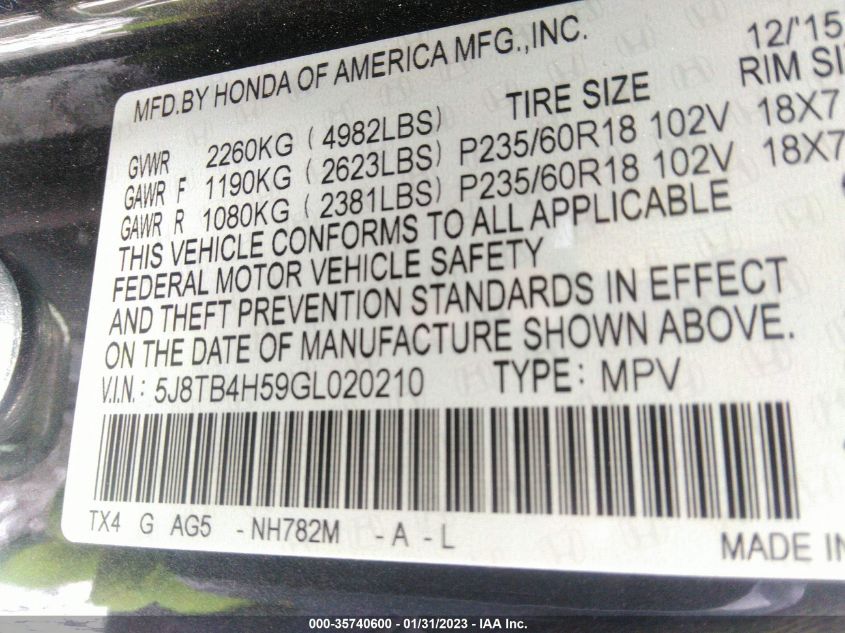 MFD.BY HONDA OF AMERICA MFG.,INC. 12/'15
TIRE SIZE RIM SI
GVWR 2260KG ( 4982LBS)
GAWR F 1190KG ( 2623LBS) P235/60R18 102V 18X7
GAWR R 1080KG ( 2381LBS) P235/60R18 102V 18X7
THIS VEHICLE CONFORMS TO ALL APPLICABLE
FEDERAL MOTOR VEHICLE SAFETY
AND THEFT PREVENTION STANDARDS IN EFFECT
ON THE DATE OF MANUFACTURE SHOWN ABOVE.
V.I.N.: 5J8TB4H59GL020210 TYPE: MPV
TX4 G AG5 - NH782M - A - L
MADE IN
000-35740600 - 01/31/2023 - IAA Inc.